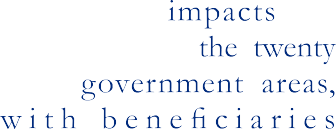 impacts
the twenty
government areas,
with beneficiaries